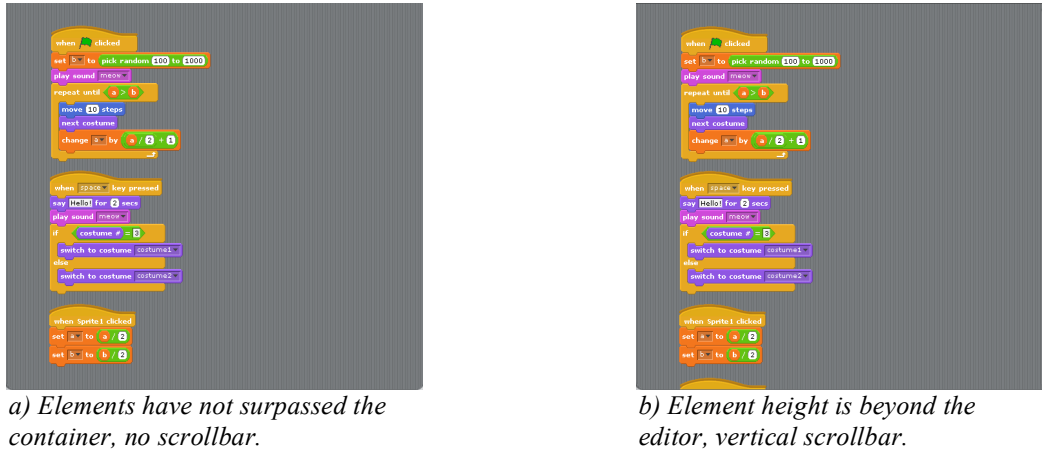 when clicked
set b to pick random 100 to 1000
play sound meow
repeat until a > b
move 10 steps
next costume
change a by a / 2 + 1
when space key pressed
say Hello! for 2 secs
play sound meow
if costume # = 3
switch to costume costume1
else
switch to costume costume2
when Sprite1 clicked
set a to a / 2
set b to b / 2
a) Elements have not surpassed the
container, no scrollbar.
when clicked
set b to pick random 100 to 1000
play sound meow
repeat until a > b
move 10 steps
next costume
change a by a / 2 + 1
when space key pressed
say Hello! for 2 secs
play sound meow
if costume # = 3
switch to costume costume1
else
switch to costume costume2
when Sprite1 clicked
set a to a / 2
set b to b / 2
b) Element height is beyond the
editor, vertical scrollbar.